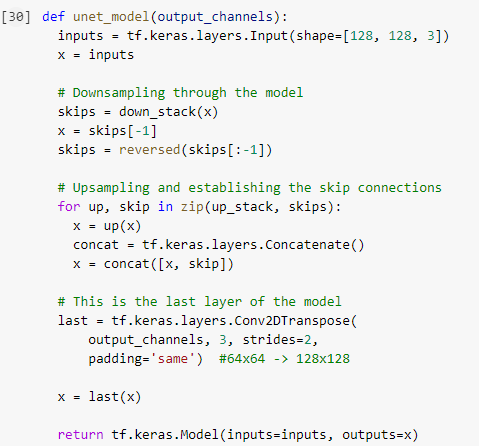 [30] def unet_model(output_channels):
  inputs = tf.keras.layers.Input(shape=[128, 128, 3])
  x = inputs

  # Downsampling through the model
  skips = down_stack(x)
  x = skips[-1]
  skips = reversed(skips[:-1])

  # Upsampling and establishing the skip connections
  for up, skip in zip(up_stack, skips):
    x = up(x)
    concat = tf.keras.layers.Concatenate()
    x = concat([x, skip])

  # This is the last layer of the model
  last = tf.keras.layers.Conv2DTranspose(
      output_channels, 3, strides=2,
      padding='same')  #64x64 -> 128x128

  x = last(x)

  return tf.keras.Model(inputs=inputs, outputs=x)